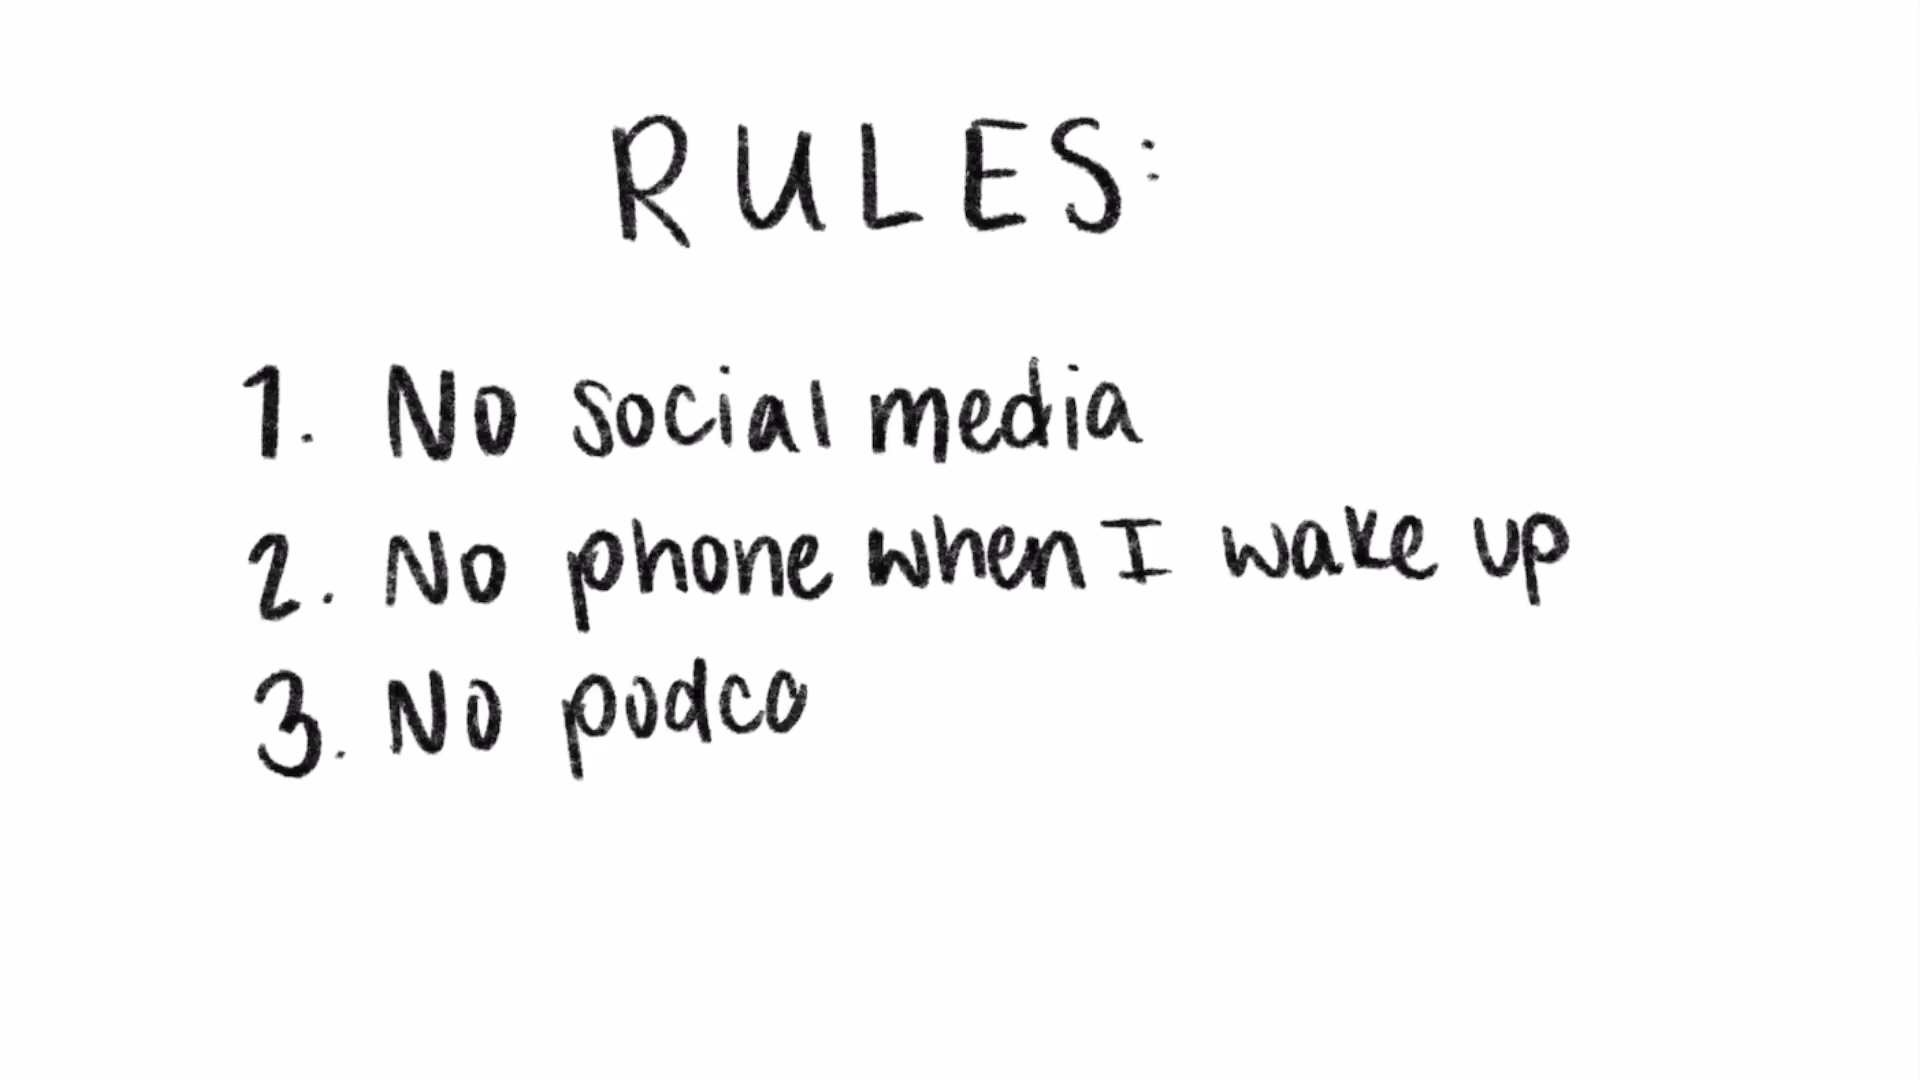 RULES:
1. No social media
2. No phone when I wake up
3. No podco